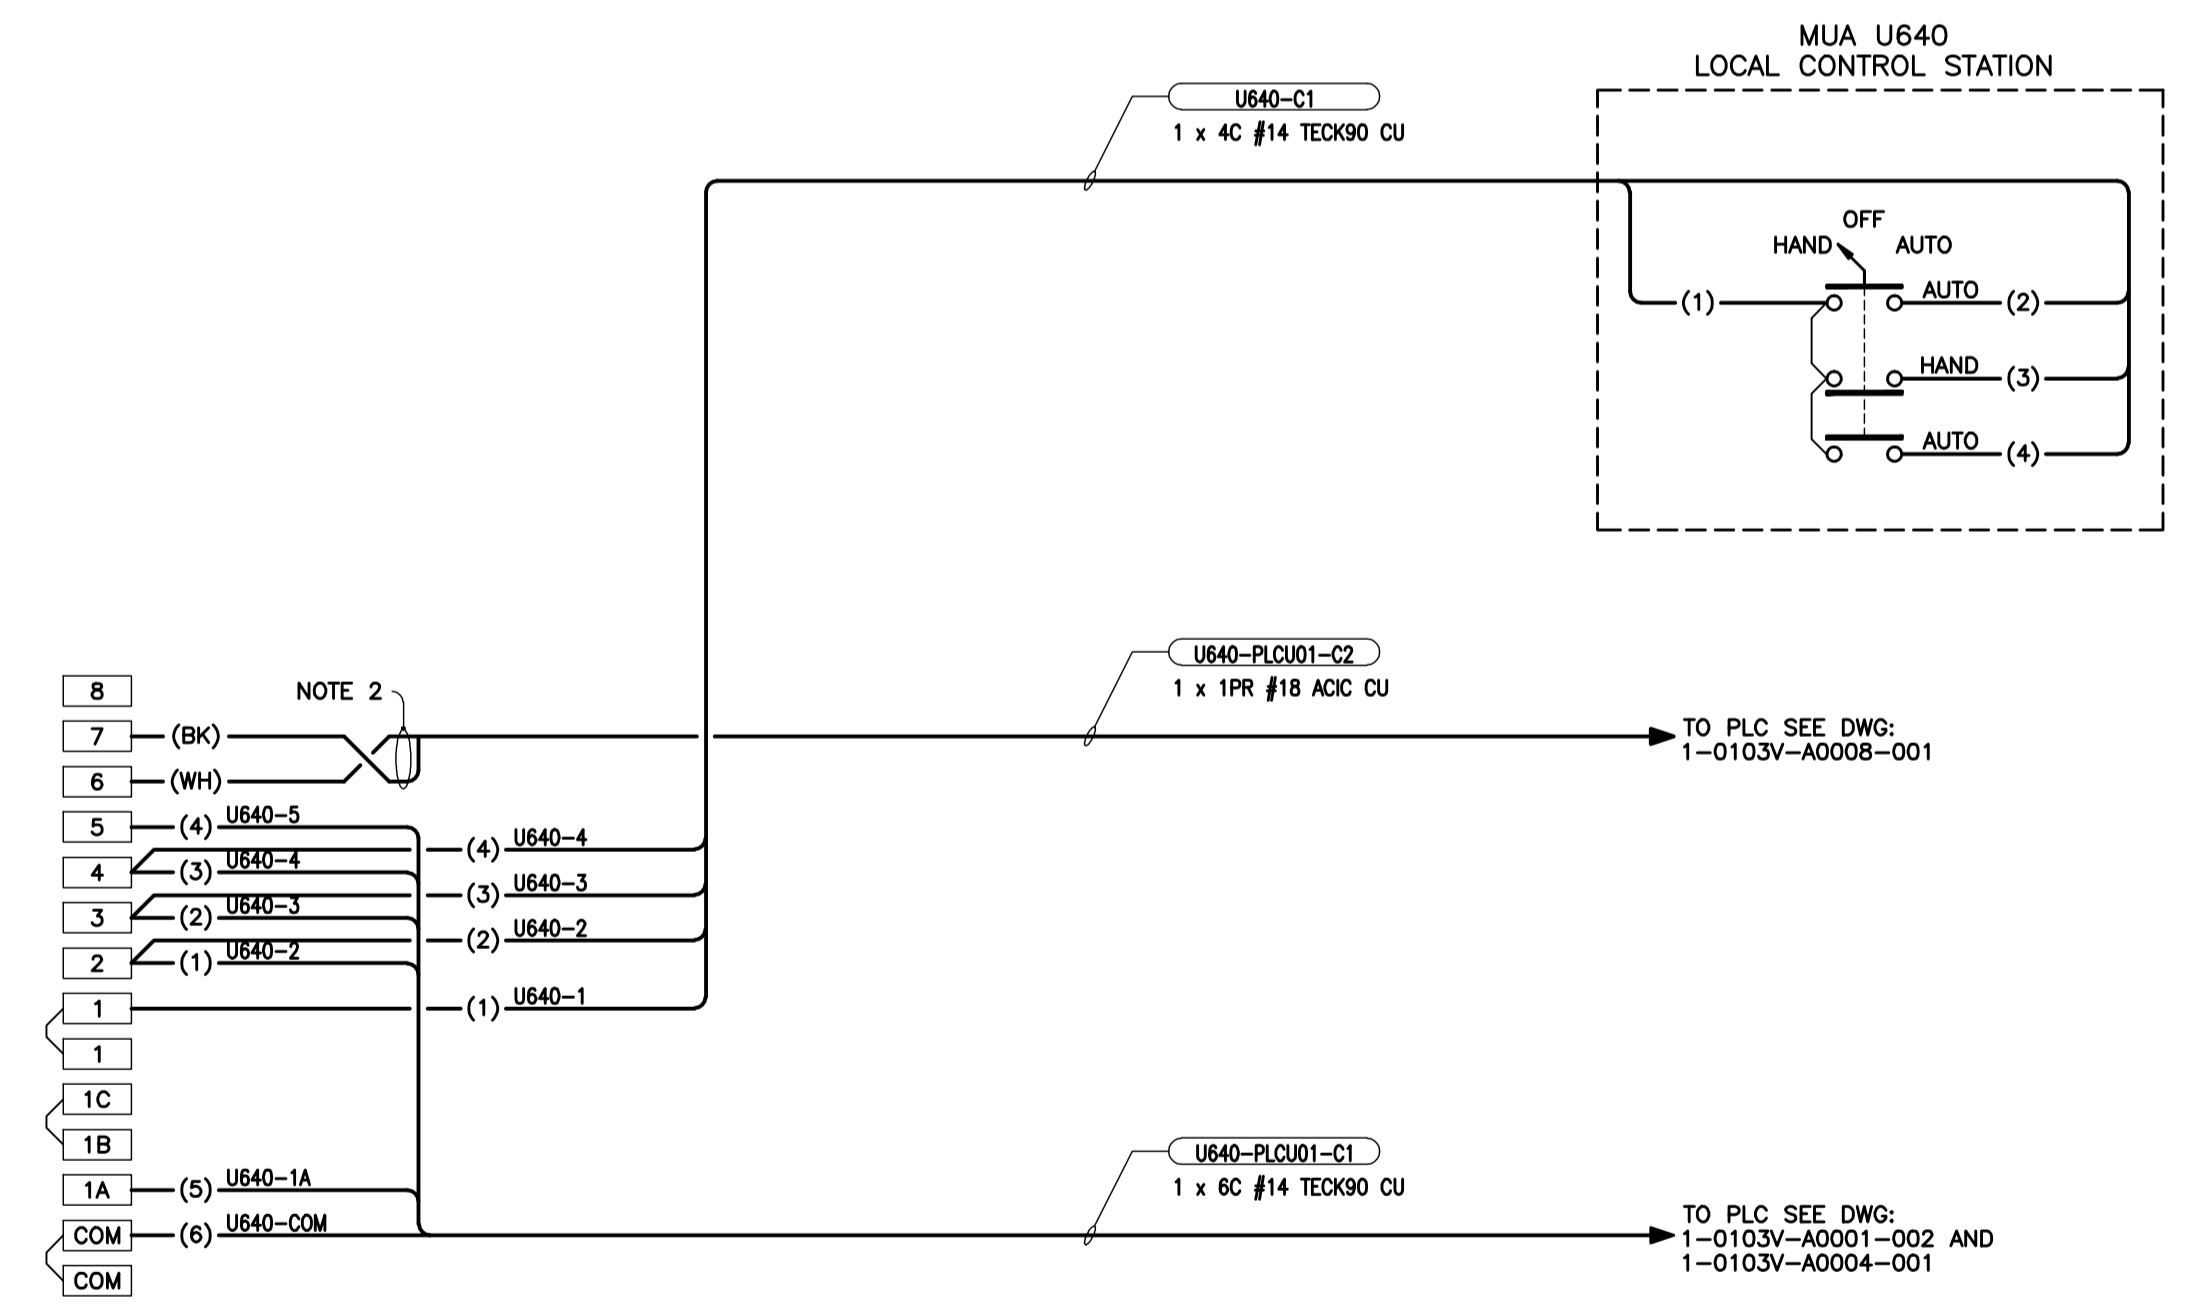 MUA U640
LOCAL CONTROL STATION
U640-C1
1 x 4C #14 TECK90 CU
OFF
HAND AUTO
(1) AUTO (2)
HAND (3)
AUTO (4)
U640-PLCU01-C2
1 x 1PR #18 ACIC CU
8 NOTE 2
7 (BK)
TO PLC SEE DWG:
1-0103V-A0008-001
6 (WH)
5 (4) U640-5
(4) U640-4
4 (3) U640-4
(3) U640-3
3 (2) U640-3
(2) U640-2
2 (1) U640-2
1 (1) U640-1
1
1C
1B
U640-PLCU01-C1
1 x 6C #14 TECK90 CU
1A (5) U640-1A
COM (6) U640-COM
TO PLC SEE DWG:
1-0103V-A0001-002 AND
1-0103V-A0004-001
COM